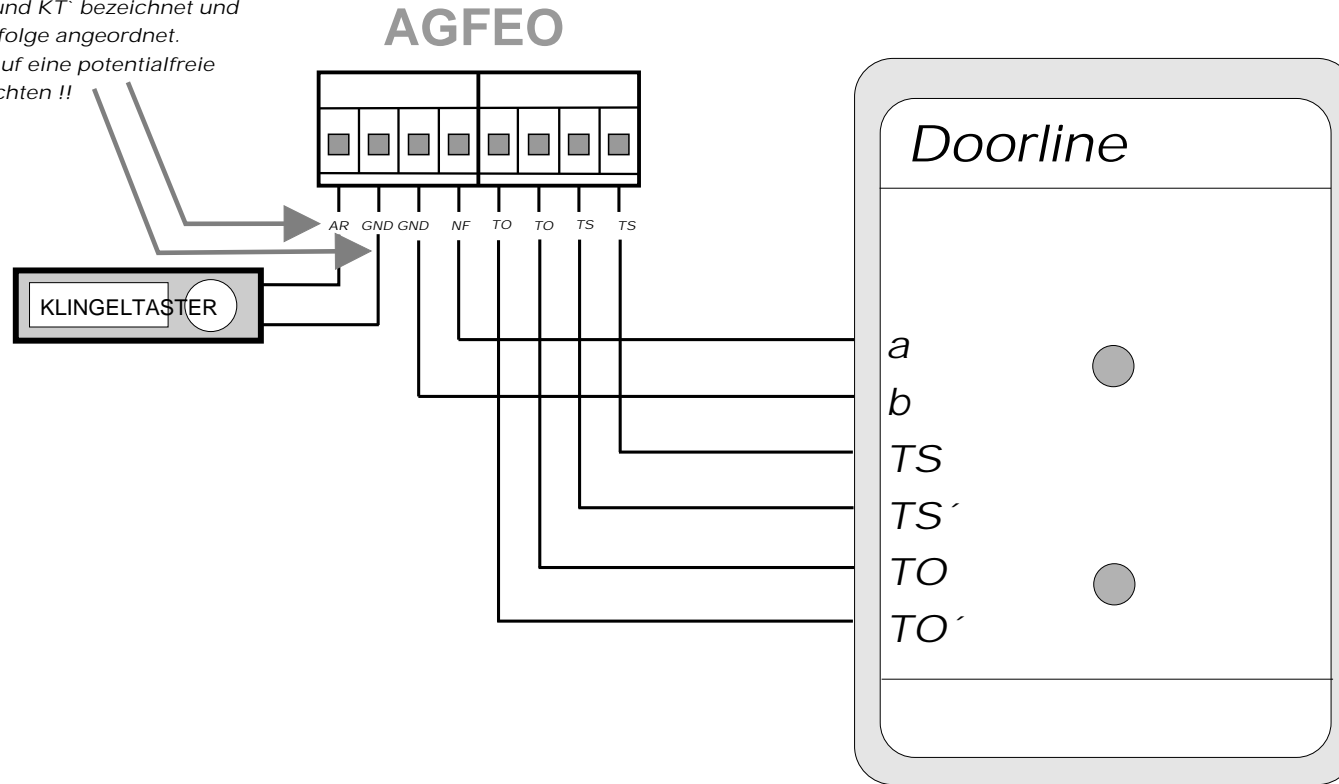 und KT` bezeichnet und
folge angeordnet.
auf eine potentialfreie
chten !!
AGFEO
Doorline
AR GND GND NF TO TO TS TS
KLINGELTASTER
a
b
TS
TS´
TO
TO´